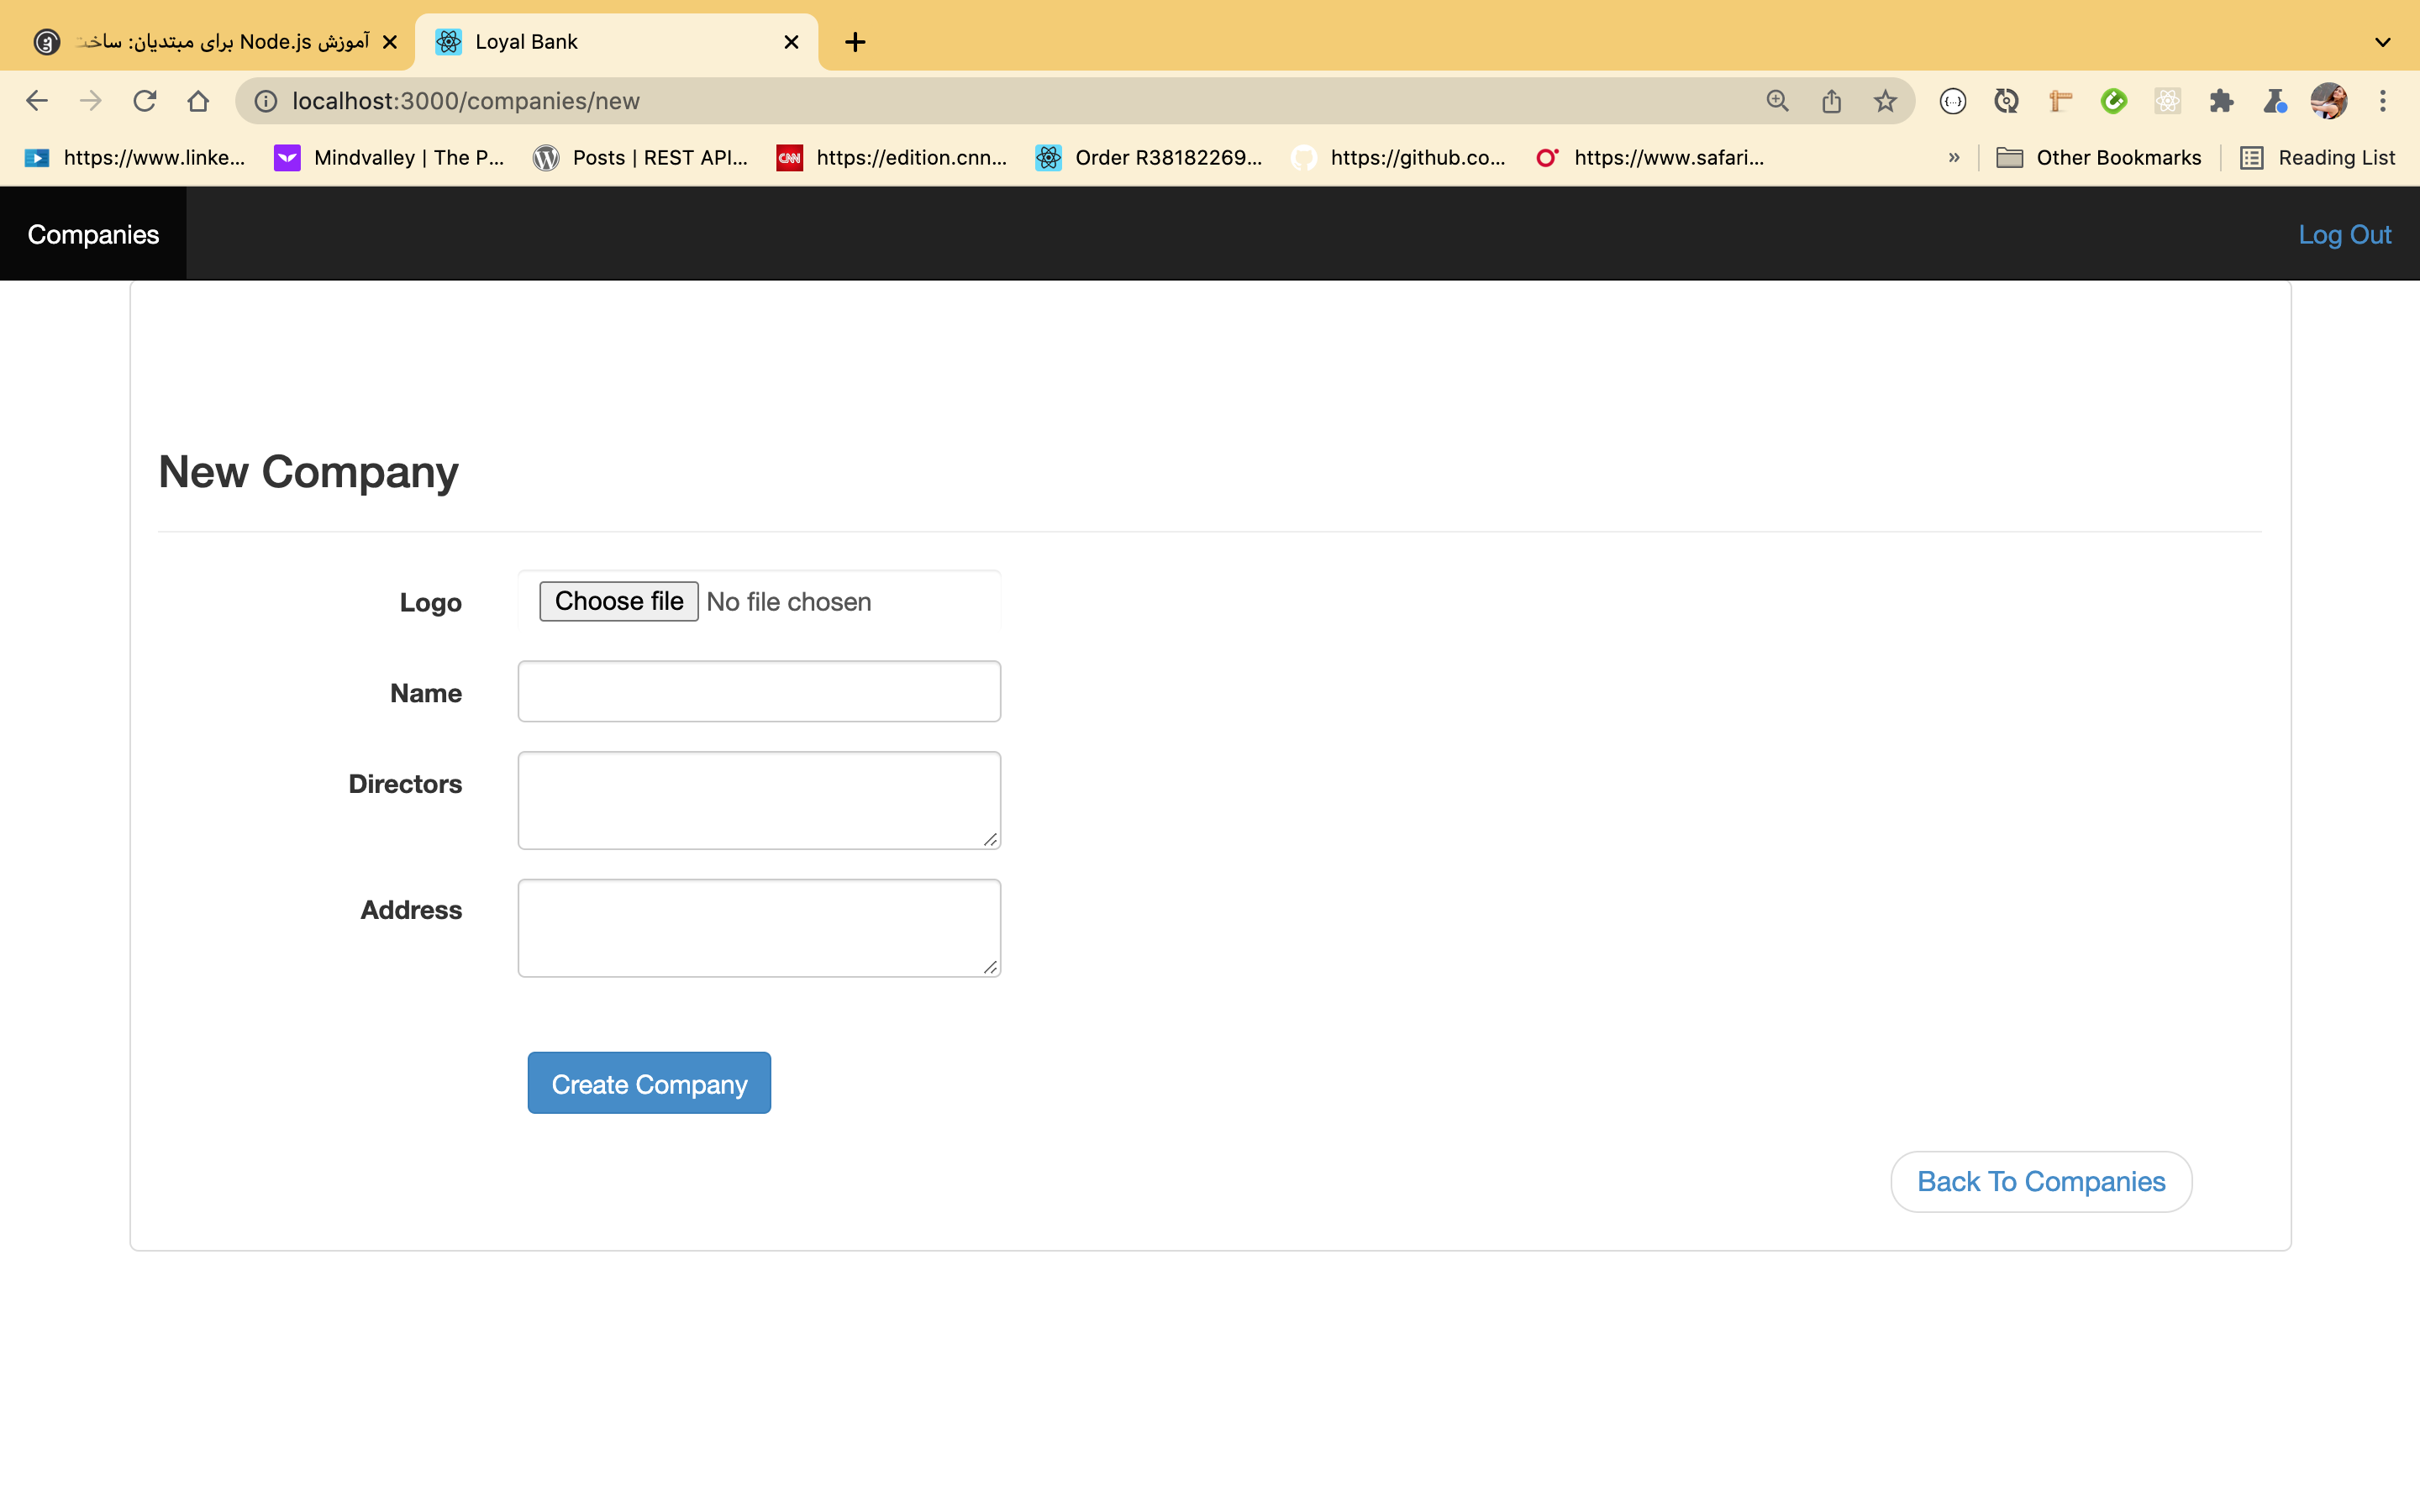 آموزش Node.js برای مبتدیان: ساخت
Loyal Bank
localhost:3000/companies/new
https://www.linke...
Mindvalley | The P...
Posts | REST API...
CNN
https://edition.cnn...
Order R38182269...
https://github.co...
https://www.safari...
»
Other Bookmarks
Reading List
Companies
Log Out
New Company
Logo
Choose file No file chosen
Name
Directors
Address
Create Company
Back To Companies